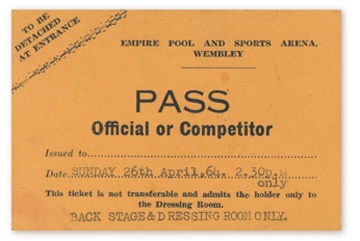 TO BE
DETACHED
AT ENTRANCE
EMPIRE POOL AND SPORTS ARENA,
WEMBLEY
PASS
Official or Competitor
Issued to
Date SUNDAY 26th April, 64. 2.30p.m
only
This ticket is not transferable and admits the holder only to
the Dressing Room.
BACK STAGE & DRESSING ROOM ONLY.